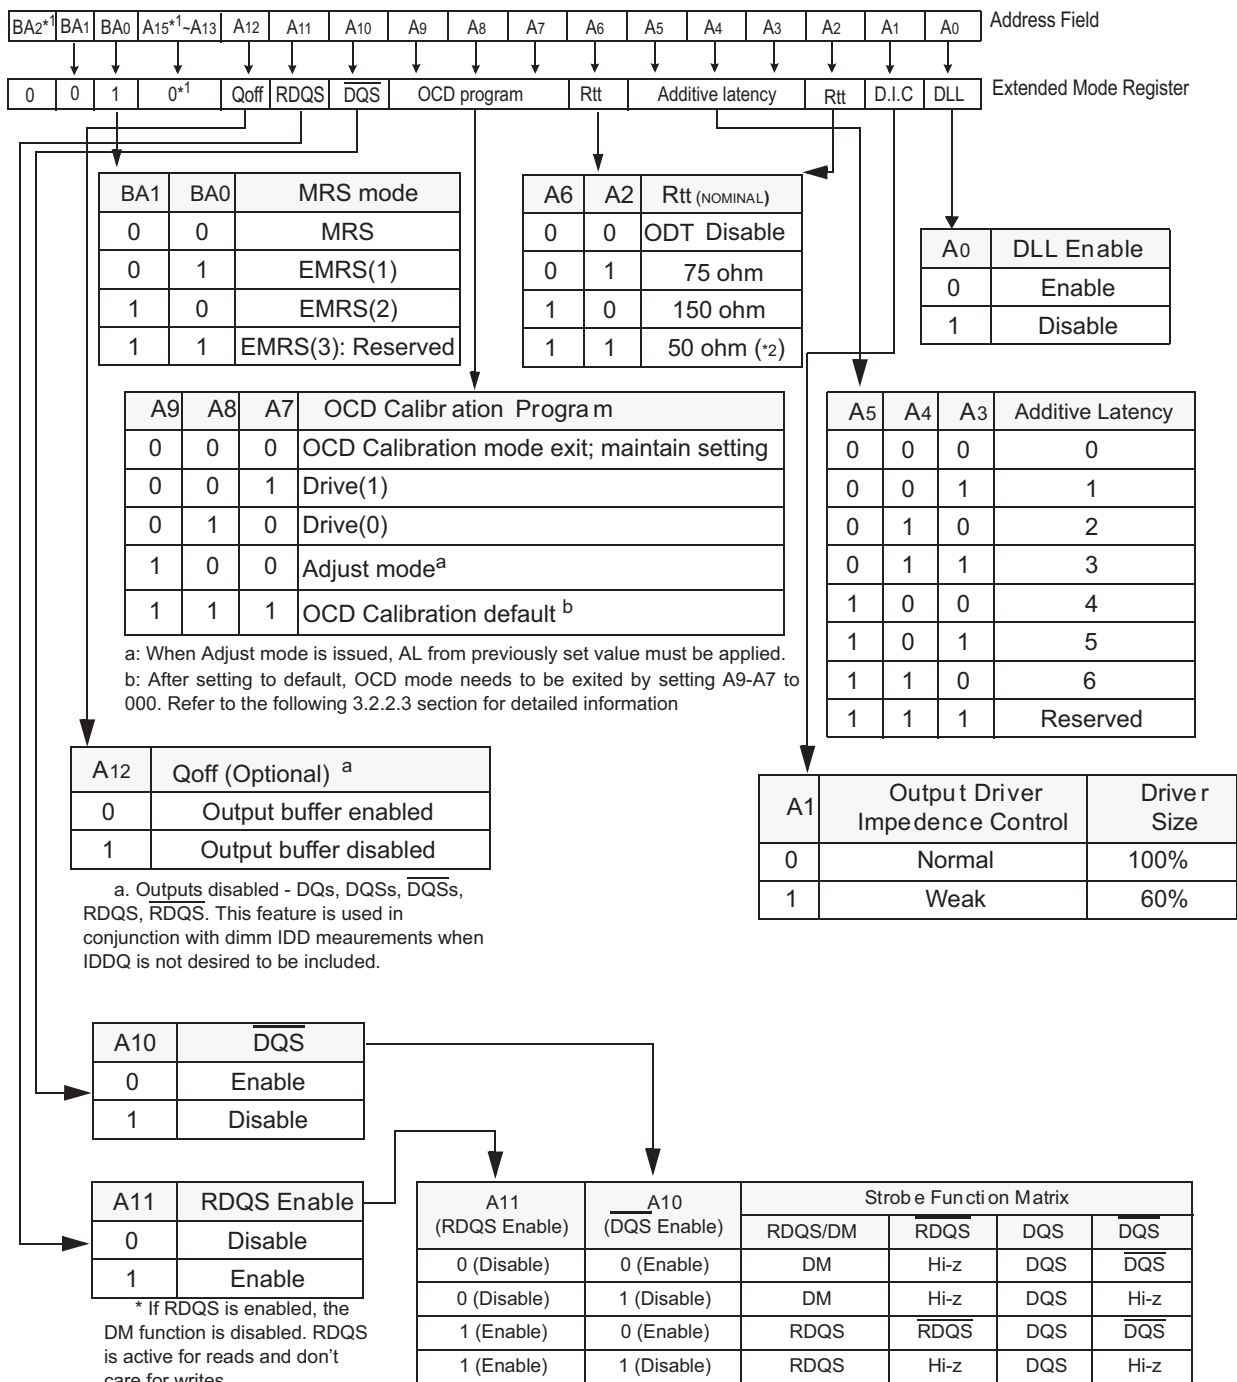 BA2*1 BA1 BA0 A15*1~A13 A12 A11 A10 A9 A8 A7 A6 A5 A4 A3 A2 A1 A0 Address Field
0 0 1 0*1 Qoff RDQS D̅Q̅S̅ OCD program Rtt Additive latency Rtt D.I.C DLL Extended Mode Register
BA1 BA0 MRS mode
0 0 MRS
0 1 EMRS(1)
1 0 EMRS(2)
1 1 EMRS(3): Reserved
A6 A2 Rtt (NOMINAL)
0 0 ODT Disable
0 1 75 ohm
1 0 150 ohm
1 1 50 ohm (*2)
A0 DLL Enable
0 Enable
1 Disable
A9 A8 A7 OCD Calibration Program
0 0 0 OCD Calibration mode exit; maintain setting
0 0 1 Drive(1)
0 1 0 Drive(0)
1 0 0 Adjust mode a
1 1 1 OCD Calibration default b
a: When Adjust mode is issued, AL from previously set value must be applied.
b: After setting to default, OCD mode needs to be exited by setting A9-A7 to
000. Refer to the following 3.2.2.3 section for detailed information
A5 A4 A3 Additive Latency
0 0 0 0
0 0 1 1
0 1 0 2
0 1 1 3
1 0 0 4
1 0 1 5
1 1 0 6
1 1 1 Reserved
A12 Qoff (Optional) a
0 Output buffer enabled
1 Output buffer disabled
a. Outputs disabled - DQs, DQSs, D̅Q̅S̅s,
RDQS, R̅D̅Q̅S̅. This feature is used in
conjunction with dimm IDD meaurements when
IDDQ is not desired to be included.
A1 Output Driver Impedence Control Driver Size
0 Normal 100%
1 Weak 60%
A10 D̅Q̅S̅
0 Enable
1 Disable
A11 RDQS Enable
0 Disable
1 Enable
* If RDQS is enabled, the
DM function is disabled. RDQS
is active for reads and don't
care for writes
A11 (RDQS Enable) A10 (D̅Q̅S̅ Enable) Strobe Function Matrix
RDQS/DM R̅D̅Q̅S̅ DQS D̅Q̅S̅
0 (Disable) 0 (Enable) DM Hi-z DQS D̅Q̅S̅
0 (Disable) 1 (Disable) DM Hi-z DQS Hi-z
1 (Enable) 0 (Enable) RDQS R̅D̅Q̅S̅ DQS D̅Q̅S̅
1 (Enable) 1 (Disable) RDQS Hi-z DQS Hi-z